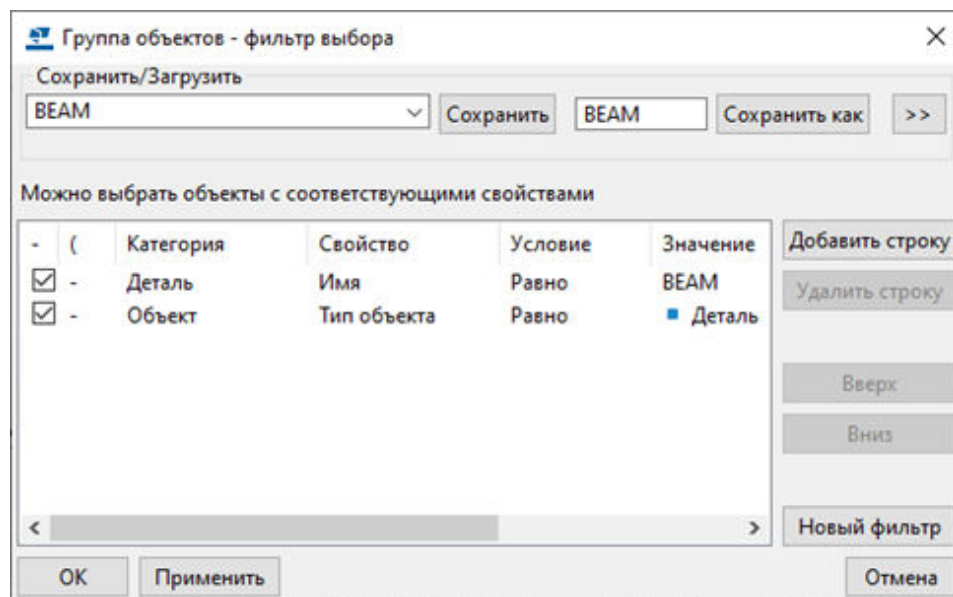 Группа объектов - фильтр выбора
Сохранить/Загрузить
BEAM Сохранить BEAM Сохранить как >>
Можно выбрать объекты с соответствующими свойствами
- ( Категория Свойство Условие Значение
- Деталь Имя Равно BEAM
- Объект Тип объекта Равно Деталь
Добавить строку
Удалить строку
Вверх
Вниз
Новый фильтр
OK Применить Отмена